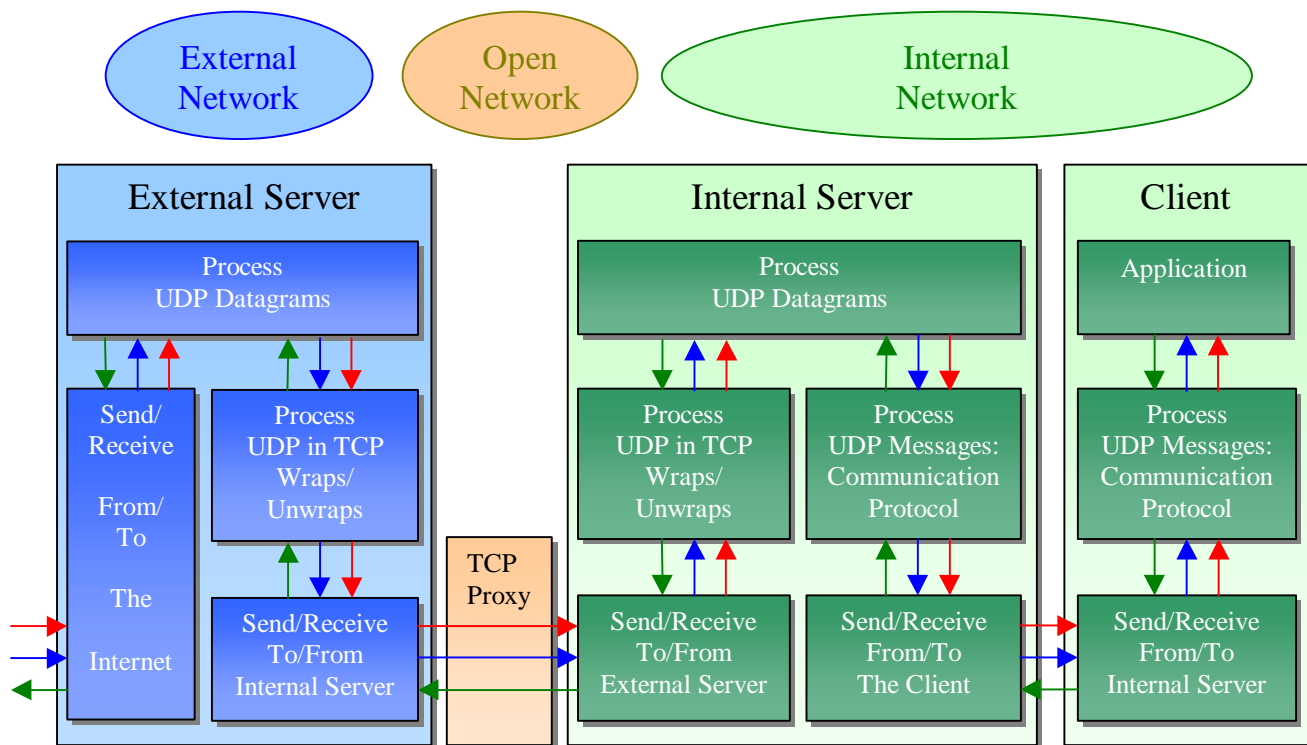 External
Network
Open
Network
Internal
Network
External Server
Process
UDP Datagrams
Send/
Receive
From/
To
The
Internet
Process
UDP in TCP
Wraps/
Unwraps
Send/Receive
To/From
Internal Server
TCP
Proxy
Internal Server
Process
UDP Datagrams
Process
UDP in TCP
Wraps/
Unwraps
Process
UDP Messages:
Communication
Protocol
Send/Receive
To/From
External Server
Send/Receive
From/To
The Client
Client
Application
Process
UDP Messages:
Communication
Protocol
Send/Receive
From/To
Internal Server